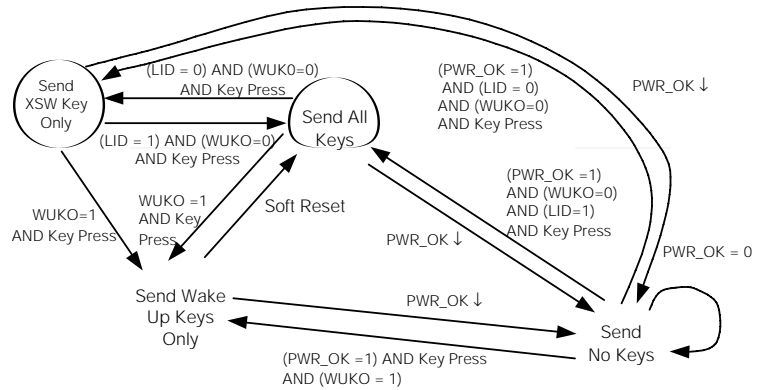 Send
XSW Key
Only
(LID = 0) AND (WUK0=0)
AND Key Press
(LID = 1) AND (WUKO=0)
AND Key Press
Send All
Keys
(PWR_OK =1)
AND (LID = 0)
AND (WUKO=0)
AND Key Press
PWR_OK ↓
WUKO=1
AND Key Press
WUKO =1
AND Key
Press
Soft Reset
(PWR_OK =1)
AND (WUKO=0)
AND (LID=1)
AND Key Press
PWR_OK ↓
PWR_OK = 0
Send Wake
Up Keys
Only
PWR_OK ↓
Send
No Keys
(PWR_OK =1) AND Key Press
AND (WUKO = 1)